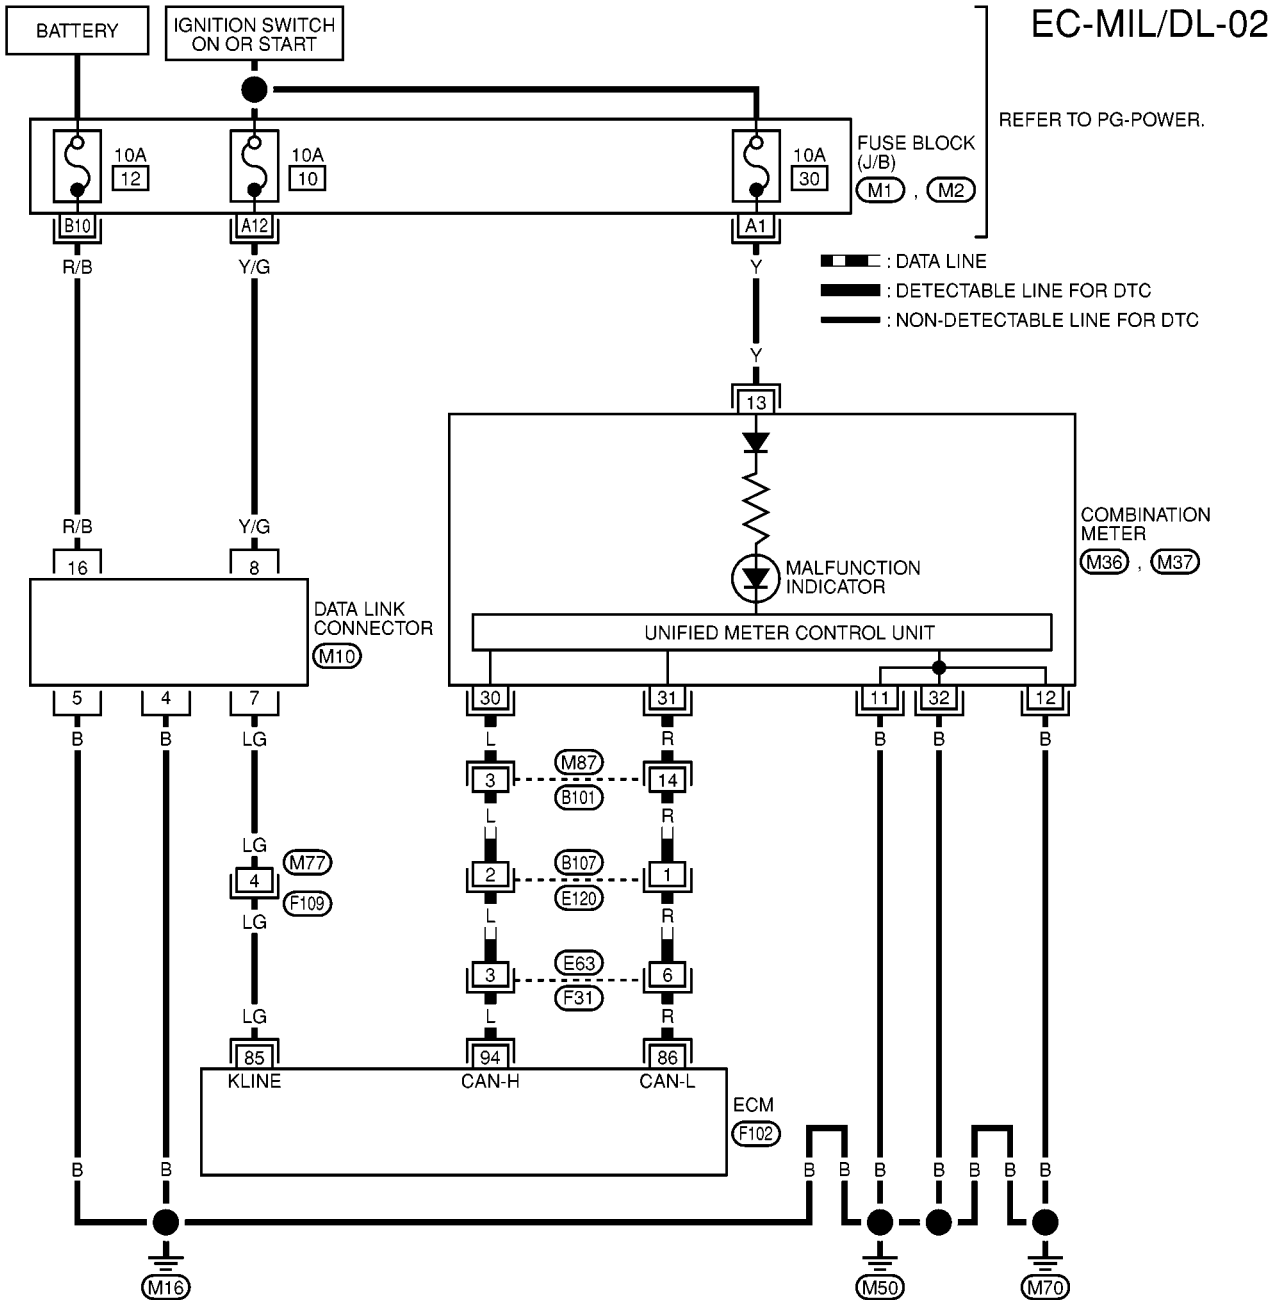 EC-MIL/DL-02
BATTERY
IGNITION SWITCH
ON OR START
REFER TO PG-POWER.
10A
12
10A
10
10A
30
FUSE BLOCK
(J/B)
M1 , M2
B10
A12
A1
R/B
Y/G
Y
: DATA LINE
: DETECTABLE LINE FOR DTC
: NON-DETECTABLE LINE FOR DTC
Y
13
R/B
Y/G
16
8
COMBINATION
METER
M36 , M37
MALFUNCTION
INDICATOR
DATA LINK
CONNECTOR
M10
UNIFIED METER CONTROL UNIT
5
4
7
30
31
11
32
12
B
B
LG
L
R
B
B
B
3
M87
14
B101
L
R
LG
M77
4
F109
LG
2
B107
1
E120
L
R
3
E63
6
F31
LG
L
R
85
94
86
KLINE
CAN-H
CAN-L
ECM
F102
B
B
B
B
B
B
B
B
B
M16
M50
M70